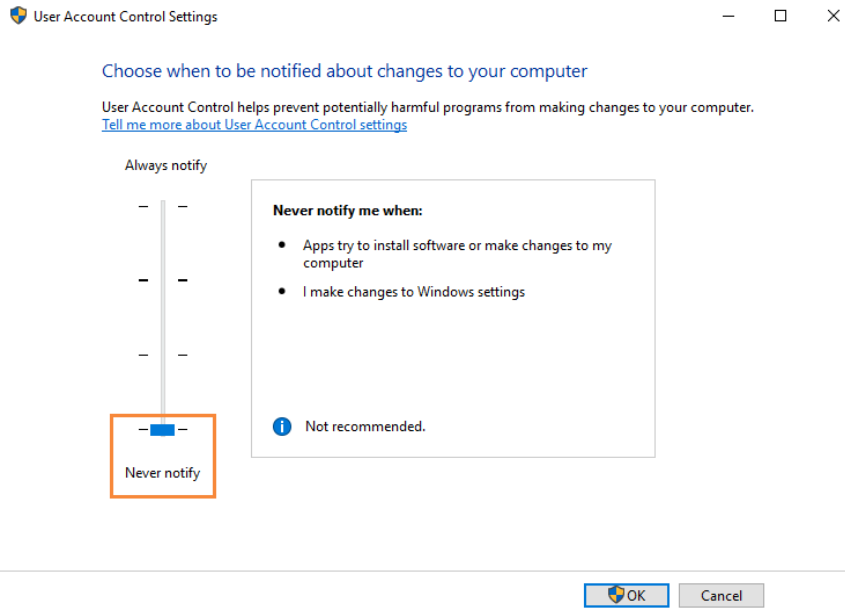 User Account Control Settings
Choose when to be notified about changes to your computer
User Account Control helps prevent potentially harmful programs from making changes to your computer.
Tell me more about User Account Control settings
Always notify
Never notify me when:
Apps try to install software or make changes to my
computer
I make changes to Windows settings
Not recommended.
Never notify
OK
Cancel